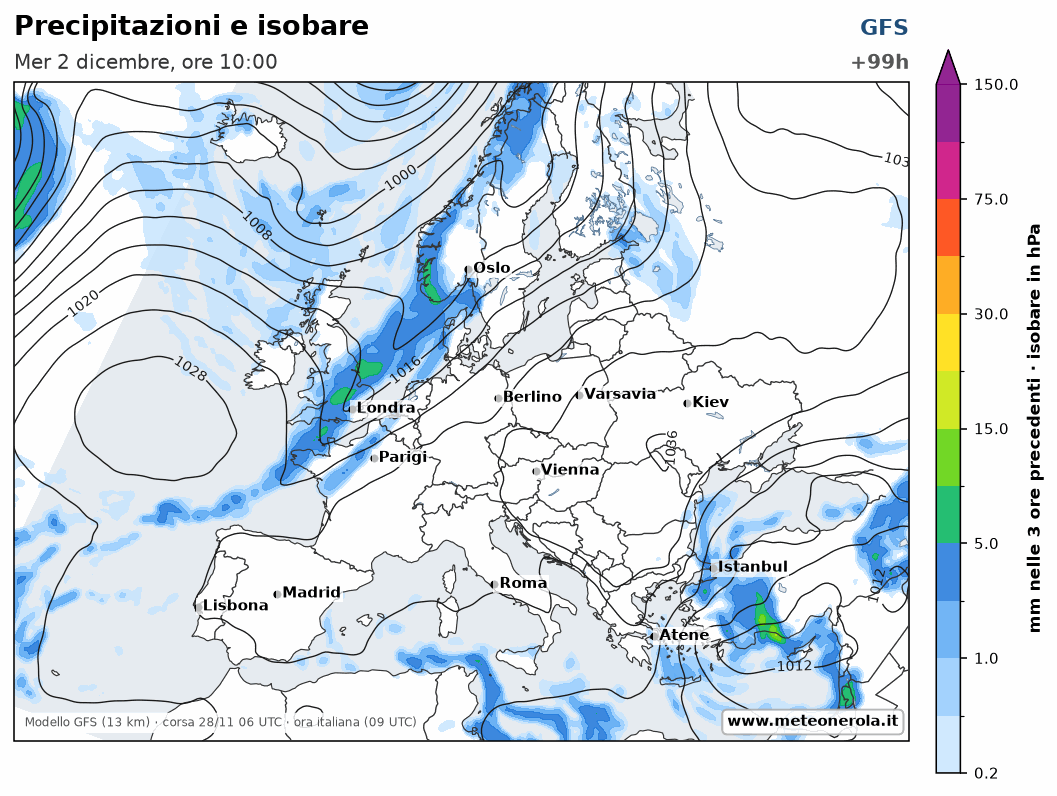 Precipitazioni e isobare
GFS
Mer 2 dicembre, ore 10:00
+99h
150.0
75.0
30.0
15.0
5.0
1.0
0.2
mm nelle 3 ore precedenti · isobare in hPa
1000
1008
1020
1028
1016
1036
1012
1012
Oslo
Londra
Berlino
Varsavia
Kiev
Parigi
Vienna
Istanbul
Roma
Madrid
Lisbona
Atene
Modello GFS (13 km) · corsa 28/11 06 UTC · ora italiana (09 UTC)
www.meteonerola.it